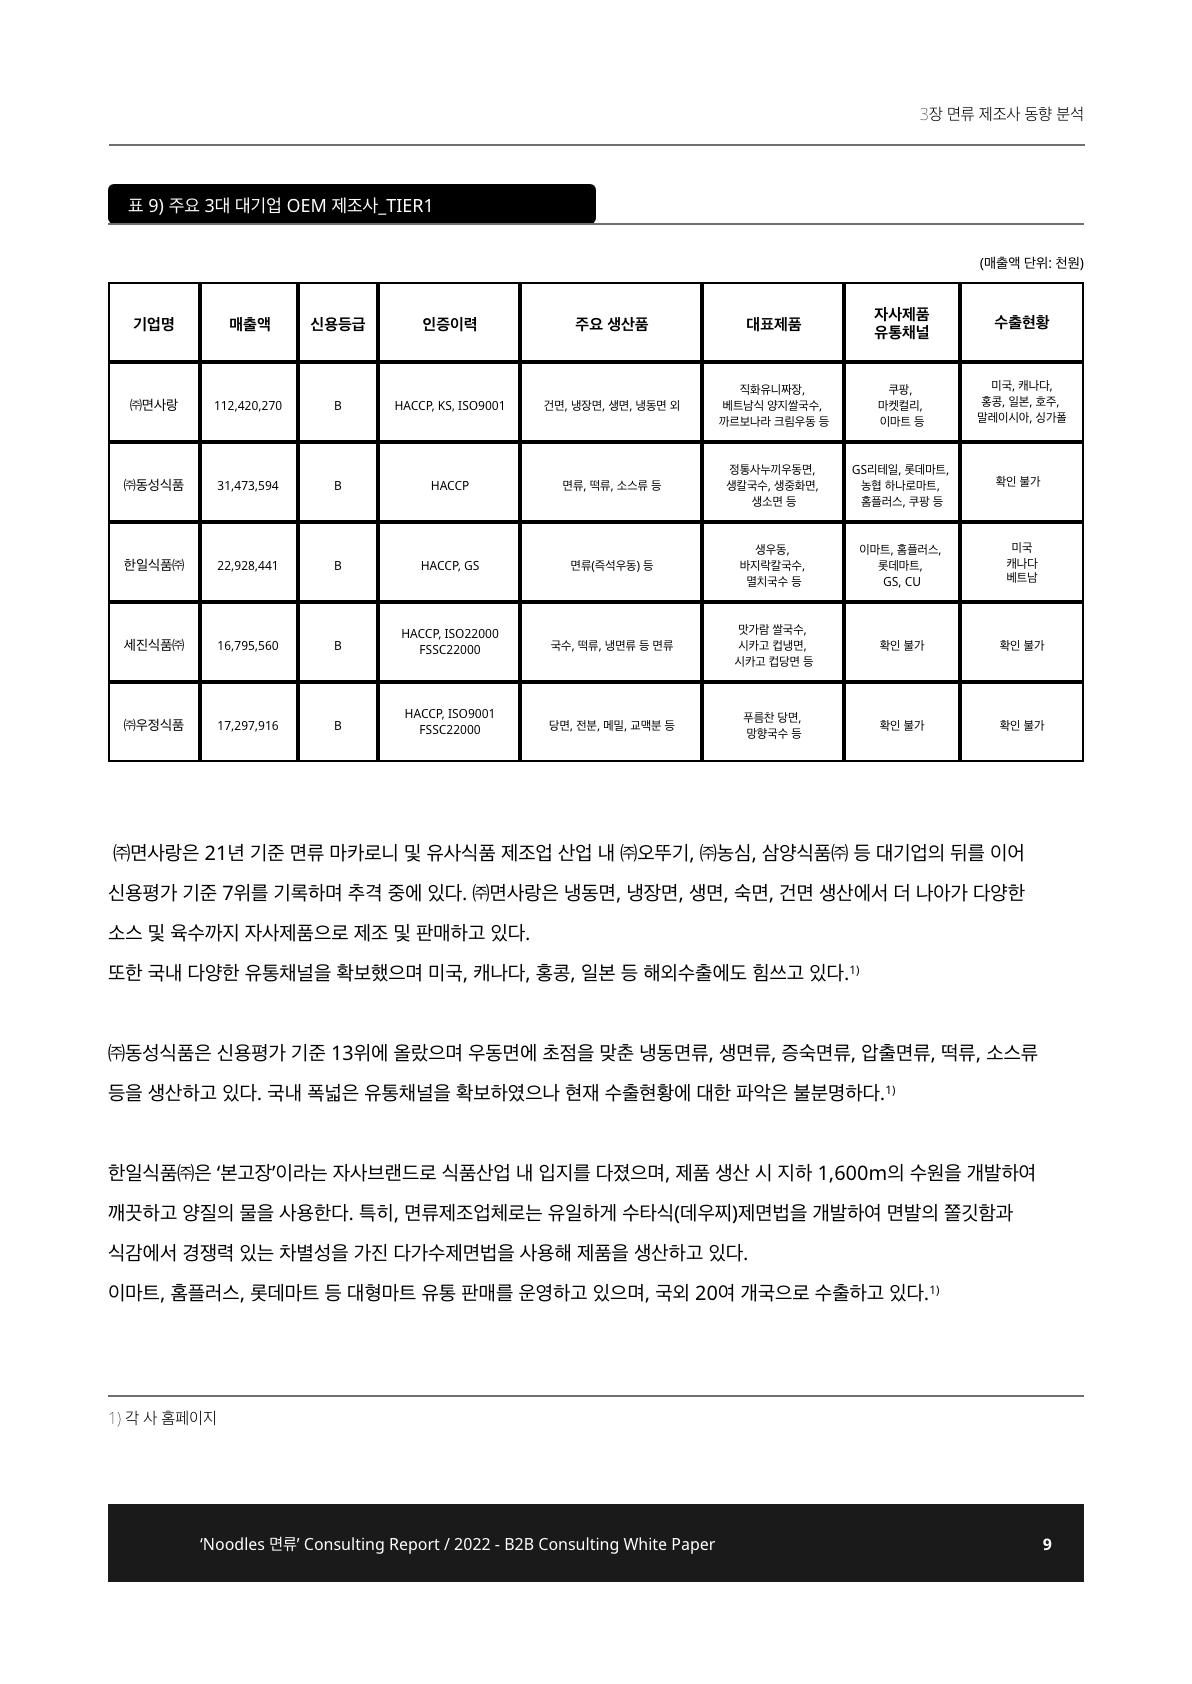 3장 면류 제조사 동향 분석
표 9) 주요 3대 대기업 OEM 제조사_TIER1
(매출액 단위: 천원)
기업명 매출액 신용등급 인증이력 주요 생산품 대표제품 자사제품 유통채널 수출현황
㈜면사랑 112,420,270 B HACCP, KS, ISO9001 건면, 냉장면, 생면, 냉동면 외 직화유니짜장, 베트남식 양지쌀국수, 까르보나라 크림우동 등 쿠팡, 마켓컬리, 이마트 등 미국, 캐나다, 홍콩, 일본, 호주, 말레이시아, 싱가폴
㈜동성식품 31,473,594 B HACCP 면류, 떡류, 소스류 등 정통사누끼우동면, 생칼국수, 생중화면, 생소면 등 GS리테일, 롯데마트, 농협 하나로마트, 홈플러스, 쿠팡 등 확인 불가
한일식품㈜ 22,928,441 B HACCP, GS 면류(즉석우동) 등 생우동, 바지락칼국수, 멸치국수 등 이마트, 홈플러스, 롯데마트, GS, CU 미국 캐나다 베트남
세진식품㈜ 16,795,560 B HACCP, ISO22000 FSSC22000 국수, 떡류, 냉면류 등 면류 맛가람 쌀국수, 시카고 컵냉면, 시카고 컵당면 등 확인 불가 확인 불가
㈜우정식품 17,297,916 B HACCP, ISO9001 FSSC22000 당면, 전분, 메밀, 교맥분 등 푸름찬 당면, 망향국수 등 확인 불가 확인 불가
㈜면사랑은 21년 기준 면류 마카로니 및 유사식품 제조업 산업 내 ㈜오뚜기, ㈜농심, 삼양식품㈜ 등 대기업의 뒤를 이어
신용평가 기준 7위를 기록하며 추격 중에 있다. ㈜면사랑은 냉동면, 냉장면, 생면, 숙면, 건면 생산에서 더 나아가 다양한
소스 및 육수까지 자사제품으로 제조 및 판매하고 있다.
또한 국내 다양한 유통채널을 확보했으며 미국, 캐나다, 홍콩, 일본 등 해외수출에도 힘쓰고 있다.1)
㈜동성식품은 신용평가 기준 13위에 올랐으며 우동면에 초점을 맞춘 냉동면류, 생면류, 증숙면류, 압출면류, 떡류, 소스류
등을 생산하고 있다. 국내 폭넓은 유통채널을 확보하였으나 현재 수출현황에 대한 파악은 불분명하다.1)
한일식품㈜은 ‘본고장’이라는 자사브랜드로 식품산업 내 입지를 다졌으며, 제품 생산 시 지하 1,600m의 수원을 개발하여
깨끗하고 양질의 물을 사용한다. 특히, 면류제조업체로는 유일하게 수타식(데우찌)제면법을 개발하여 면발의 쫄깃함과
식감에서 경쟁력 있는 차별성을 가진 다가수제면법을 사용해 제품을 생산하고 있다.
이마트, 홈플러스, 롯데마트 등 대형마트 유통 판매를 운영하고 있으며, 국외 20여 개국으로 수출하고 있다.1)
1) 각 사 홈페이지
‘Noodles 면류’ Consulting Report / 2022 - B2B Consulting White Paper 9